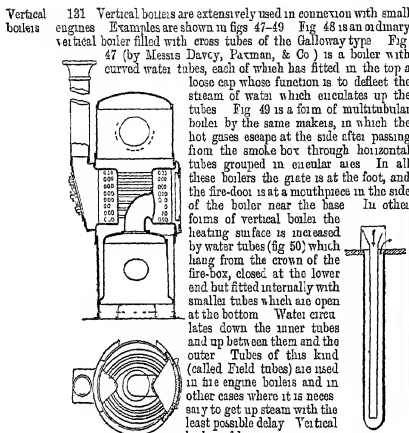 Vertical boilers
131 Vertical boilers are extensively used in connexion with small
engines Examples are shown in figs 47-49 Fig 48 is an ordinary
vertical boiler filled with cross tubes of the Galloway type Fig
47 (by Messrs Davey, Paxman, & Co ) is a boiler with
curved water tubes, each of which has fitted in the top a
loose cap whose function is to deflect the
stream of water which circulates up the
tubes Fig 49 is a form of multitubular
boiler by the same makers, in which the
hot gases escape at the side after passing
from the smoke box through horizontal
tubes grouped in circular arcs In all
these boilers the grate is at the foot, and
the fire-door is at a mouthpiece in the side
of the boiler near the base In other
forms of vertical boiler the
heating surface is increased
by water tubes (fig 50) which
hang from the crown of the
fire-box, closed at the lower
end but fitted internally with
smaller tubes which are open
at the bottom Water circu
lates down the inner tubes
and up between them and the
outer Tubes of this kind
(called Field tubes) are used
in fire engine boilers and in
other cases where it is neces
sary to get up steam with the
least possible delay Vertical